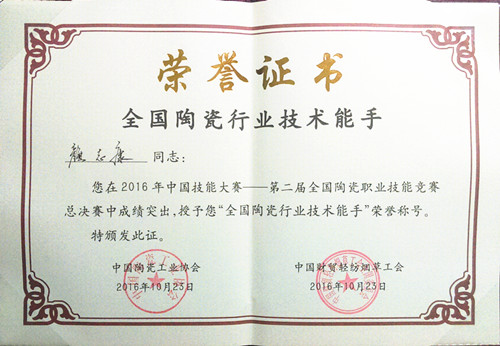 荣誉证书
全国陶瓷行业技术能手
同志：
您在2016年中国技能大赛——第二届全国陶瓷职业技能竞赛
总决赛中成绩突出，授予您“全国陶瓷行业技术能手”荣誉称号。
特颁发此证。
中国陶瓷工业协会
2016年10月23日
中国财贸轻纺烟草工会
2016年10月23日